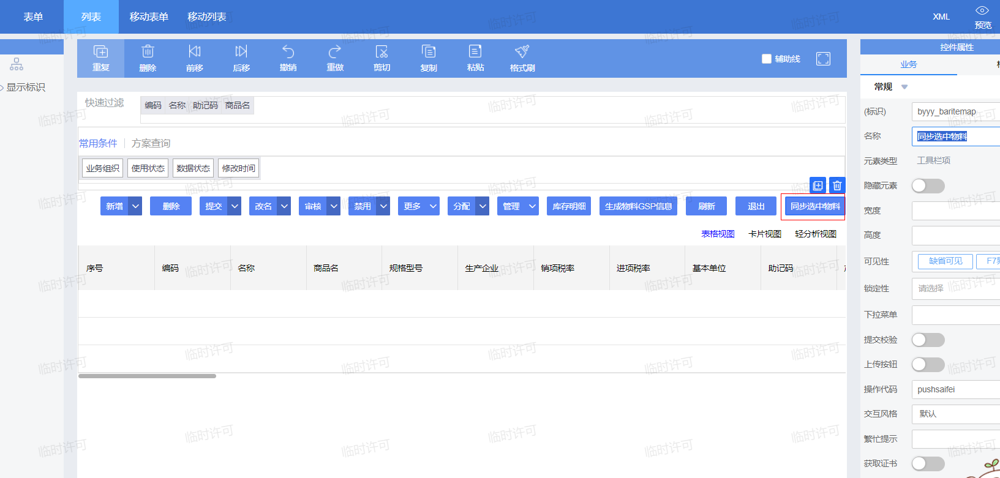 表单
列表
移动表单
移动列表
XML
预览
重复
删除
前移
后移
撤销
重做
剪切
复制
粘贴
格式刷
辅助线
控件属性
业务
显示标识
常规
快速过滤
编码 名称 助记码 商品名
(标识) byyy_baritemap
名称 同步选中物料
常用条件 方案查询
元素类型 工具栏项
业务组织 使用状态 数据状态 修改时间
隐藏元素
新增 删除 提交 改名 审核 禁用 更多 分配 管理 库存明细 生成物料GSP信息 刷新 退出 同步选中物料
宽度
表格视图 卡片视图 轻分析视图
高度
序号 编码 名称 商品名 规格型号 生产企业 销项税率 进项税率 基本单位 助记码
可见性 缺省可见
锁定性 请选择
下拉菜单
提交校验
上传按钮
操作代码 pushsaifei
交互风格 默认
繁忙提示
获取证书
临时许可